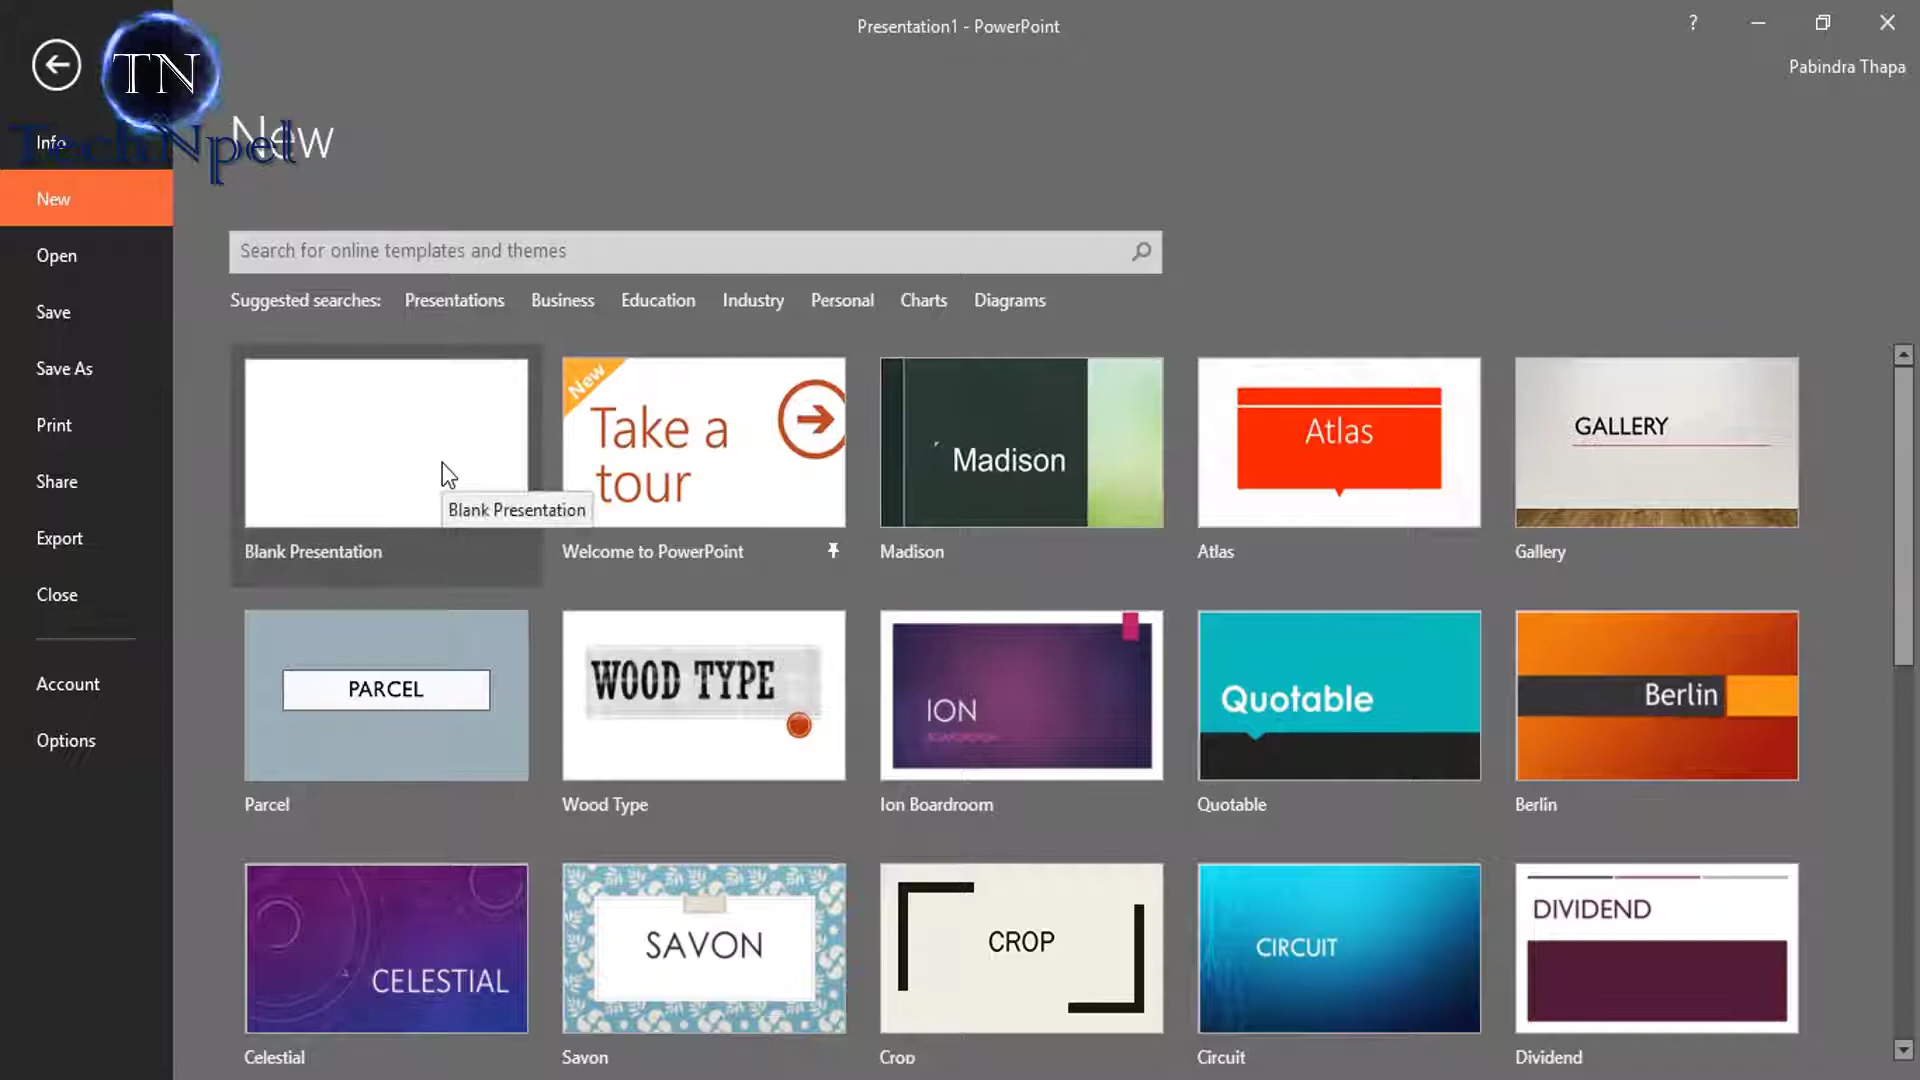 Presentation1 - PowerPoint
?
Pabindra Thapa
TN
TechNpel
Info
New
New
Open
Save
Save As
Print
Share
Export
Close
Account
Options
Search for online templates and themes
Suggested searches: Presentations Business Education Industry Personal Charts Diagrams
New
Take a
tour
Madison
Atlas
GALLERY
Blank Presentation
Blank Presentation
Welcome to PowerPoint
Madison
Atlas
Gallery
PARCEL
WOOD TYPE
ION
Quotable
Berlin
Parcel
Wood Type
Ion Boardroom
Quotable
Berlin
CELESTIAL
SAVON
CROP
CIRCUIT
DIVIDEND
Celestial
Savon
Crop
Circuit
Dividend